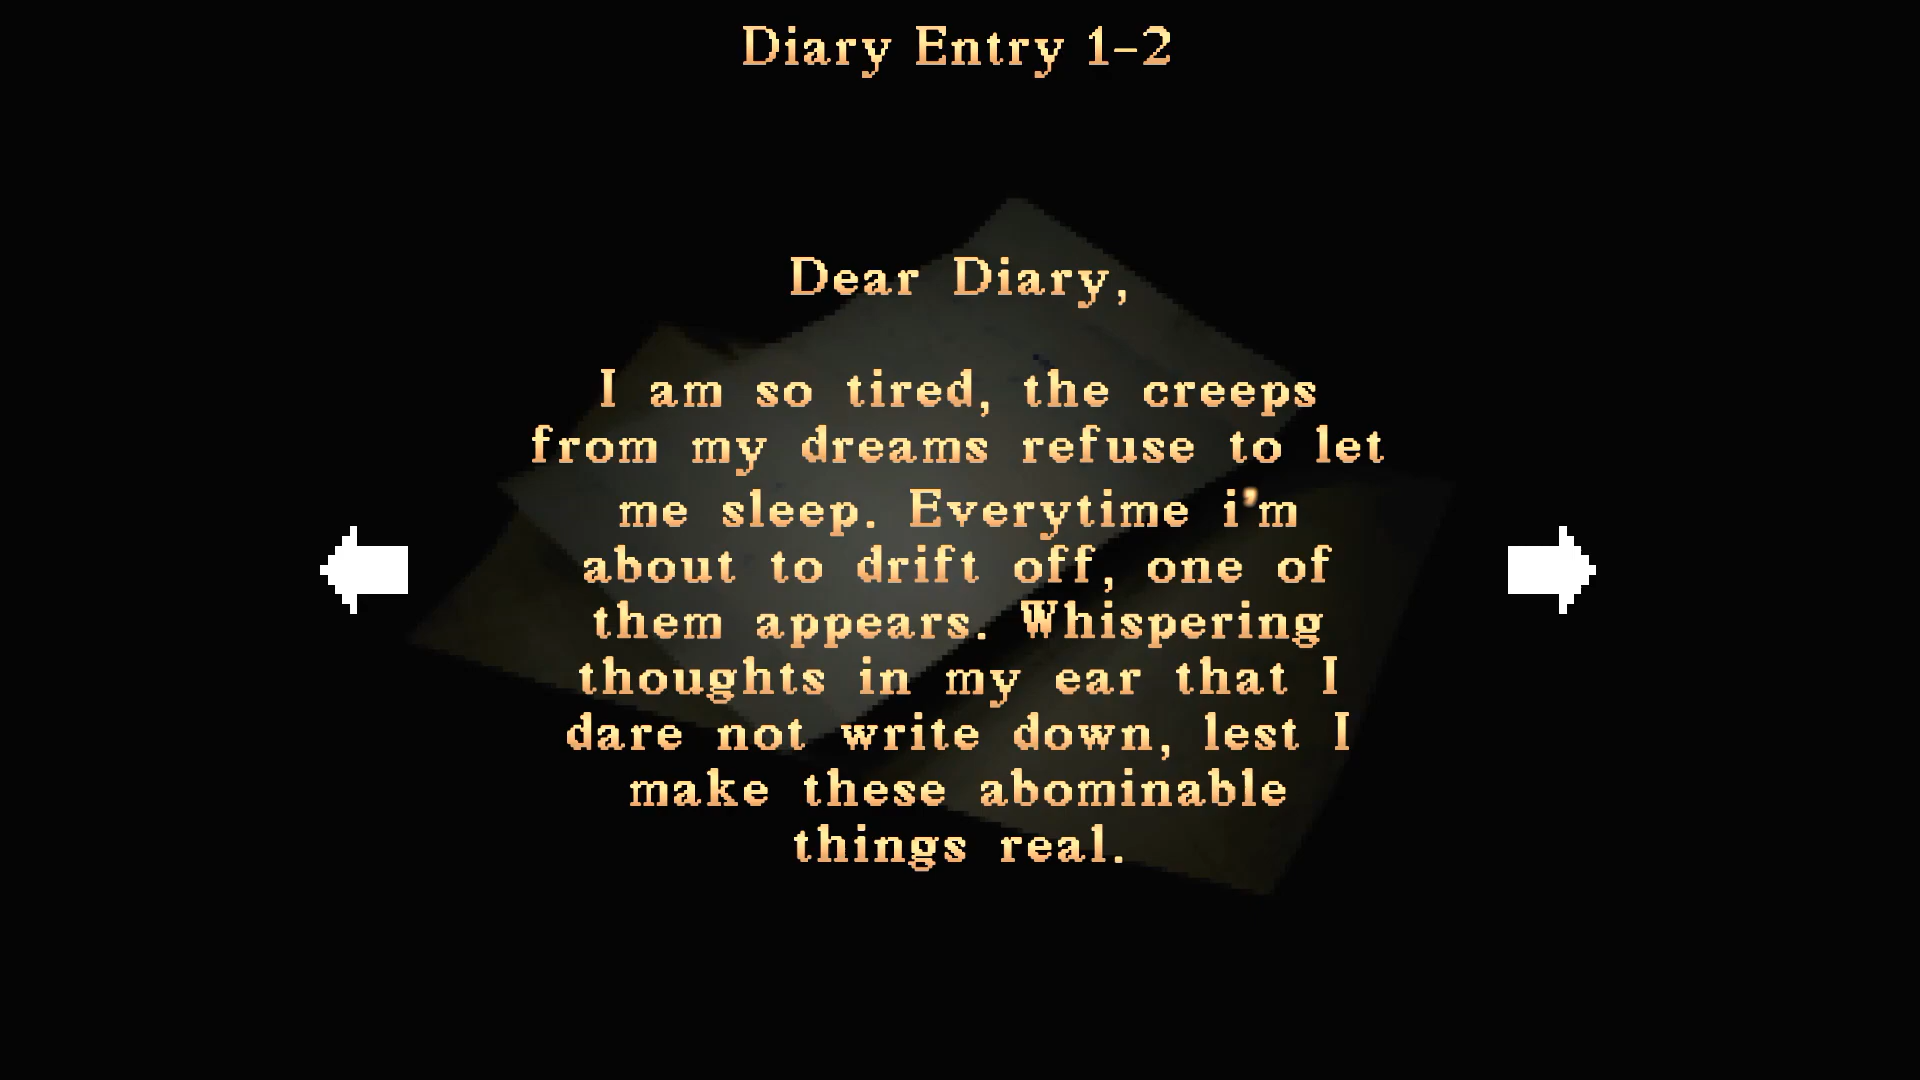 Diary Entry 1-2
Dear Diary,
I am so tired, the creeps
from my dreams refuse to let
me sleep. Everytime i'm
about to drift off, one of
them appears. Whispering
thoughts in my ear that I
dare not write down, lest I
make these abominable
things real.